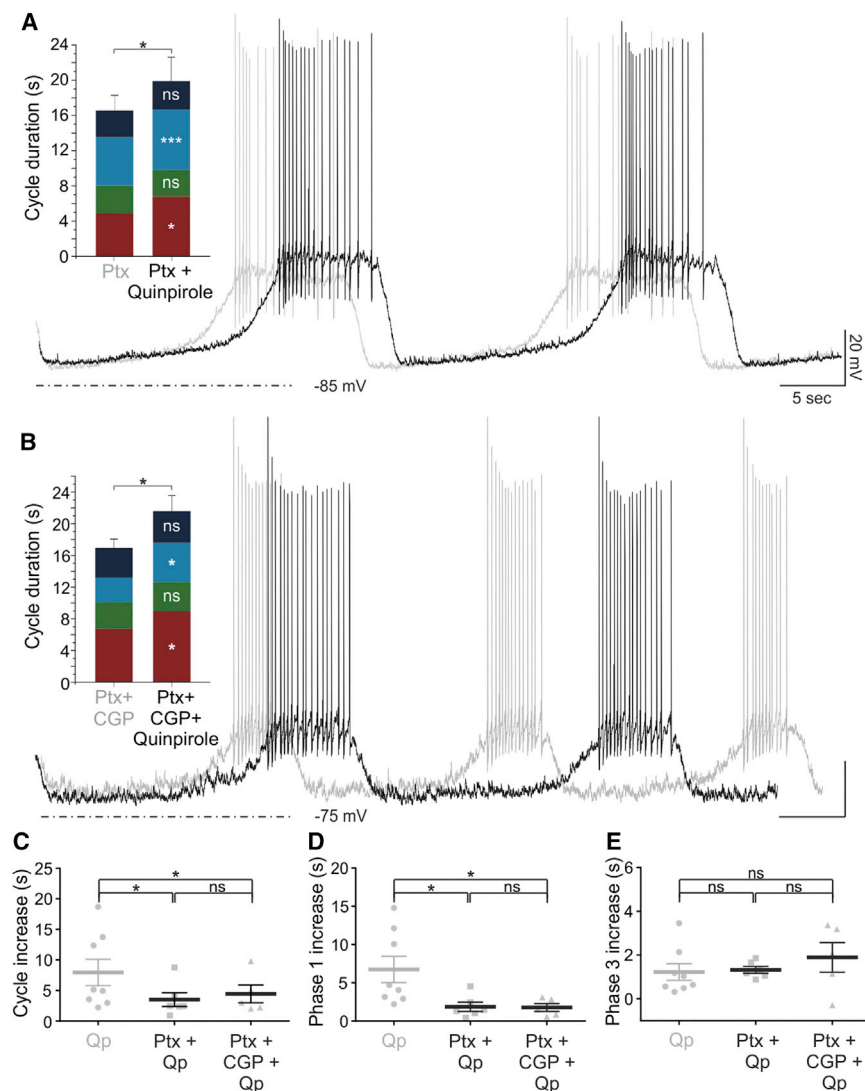 A
Cycle duration (s)
24
20
16
12
8
4
0
*
ns
***
ns
*
Ptx
Ptx +
Quinpirole
-85 mV
20 mV
5 sec
B
Cycle duration (s)
24
20
16
12
8
4
0
*
ns
*
ns
*
Ptx+
CGP
Ptx+
CGP+
Quinpirole
-75 mV
C
Cycle increase (s)
25
20
15
10
5
0
*
*
ns
Qp
Ptx +
Qp
Ptx +
CGP +
Qp
D
Phase 1 increase (s)
20
15
10
5
0
*
*
ns
Qp
Ptx +
Qp
Ptx +
CGP +
Qp
E
Phase 3 increase (s)
6
4
2
0
ns
ns
ns
Qp
Ptx +
Qp
Ptx +
CGP +
Qp